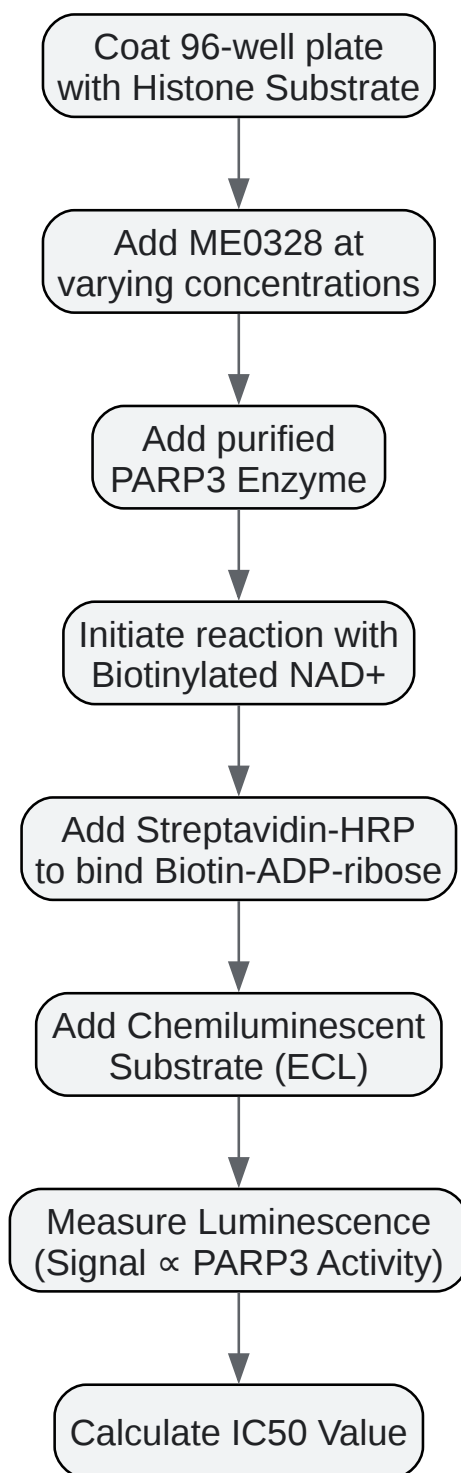 Coat 96-well plate
with Histone Substrate
Add ME0328 at
varying concentrations
Add purified
PARP3 Enzyme
Initiate reaction with
Biotinylated NAD+
Add Streptavidin-HRP
to bind Biotin-ADP-ribose
Add Chemiluminescent
Substrate (ECL)
Measure Luminescence
(Signal ∝ PARP3 Activity)
Calculate IC50 Value